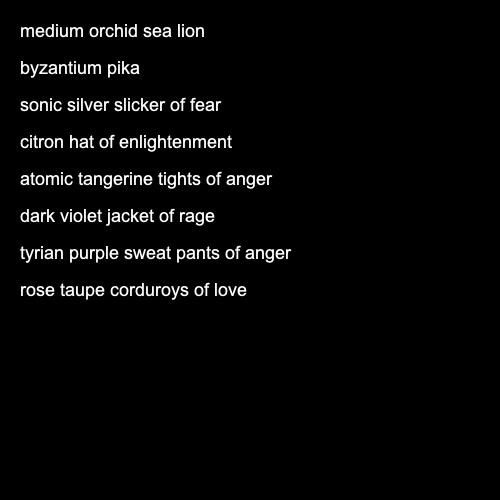 medium orchid sea lion
byzantium pika
sonic silver slicker of fear
citron hat of enlightenment
atomic tangerine tights of anger
dark violet jacket of rage
tyrian purple sweat pants of anger
rose taupe corduroys of love